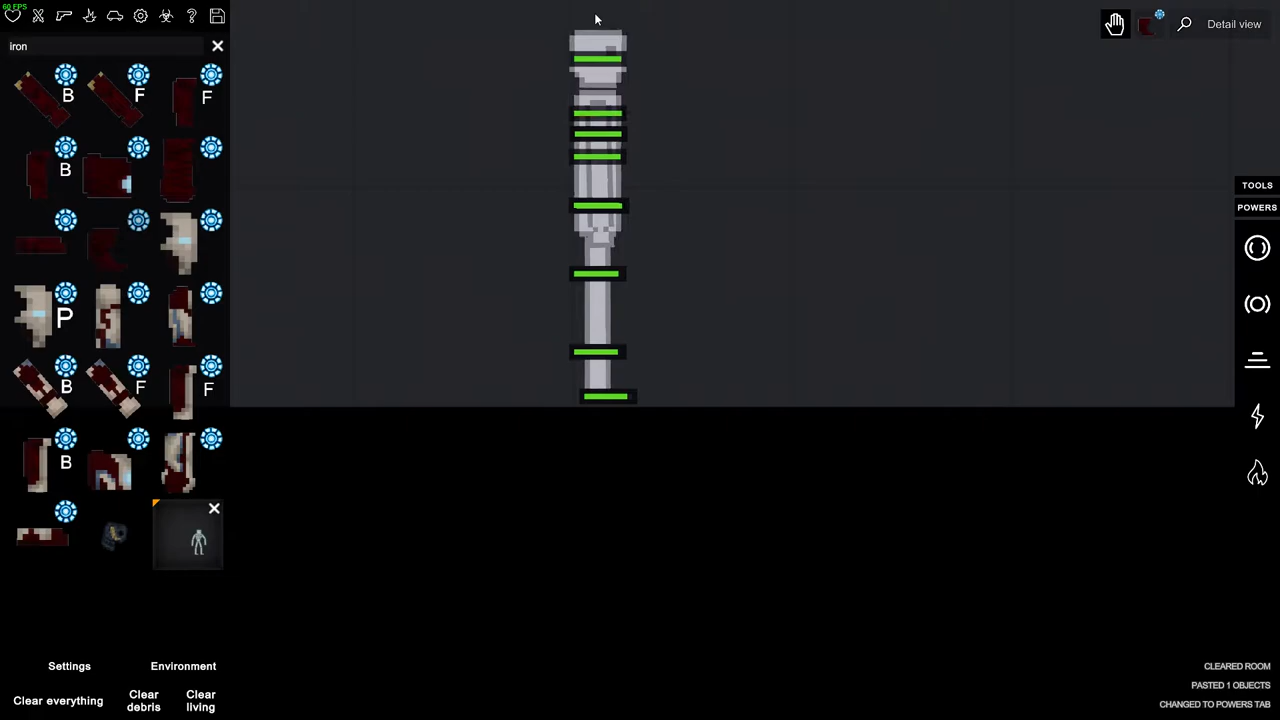 60 FPS
iron
B
F
F
B
P
B
F
F
B
Settings
Environment
Clear everything
Clear debris
Clear living
Detail view
TOOLS
POWERS
CLEARED ROOM
PASTED 1 OBJECTS
CHANGED TO POWERS TAB